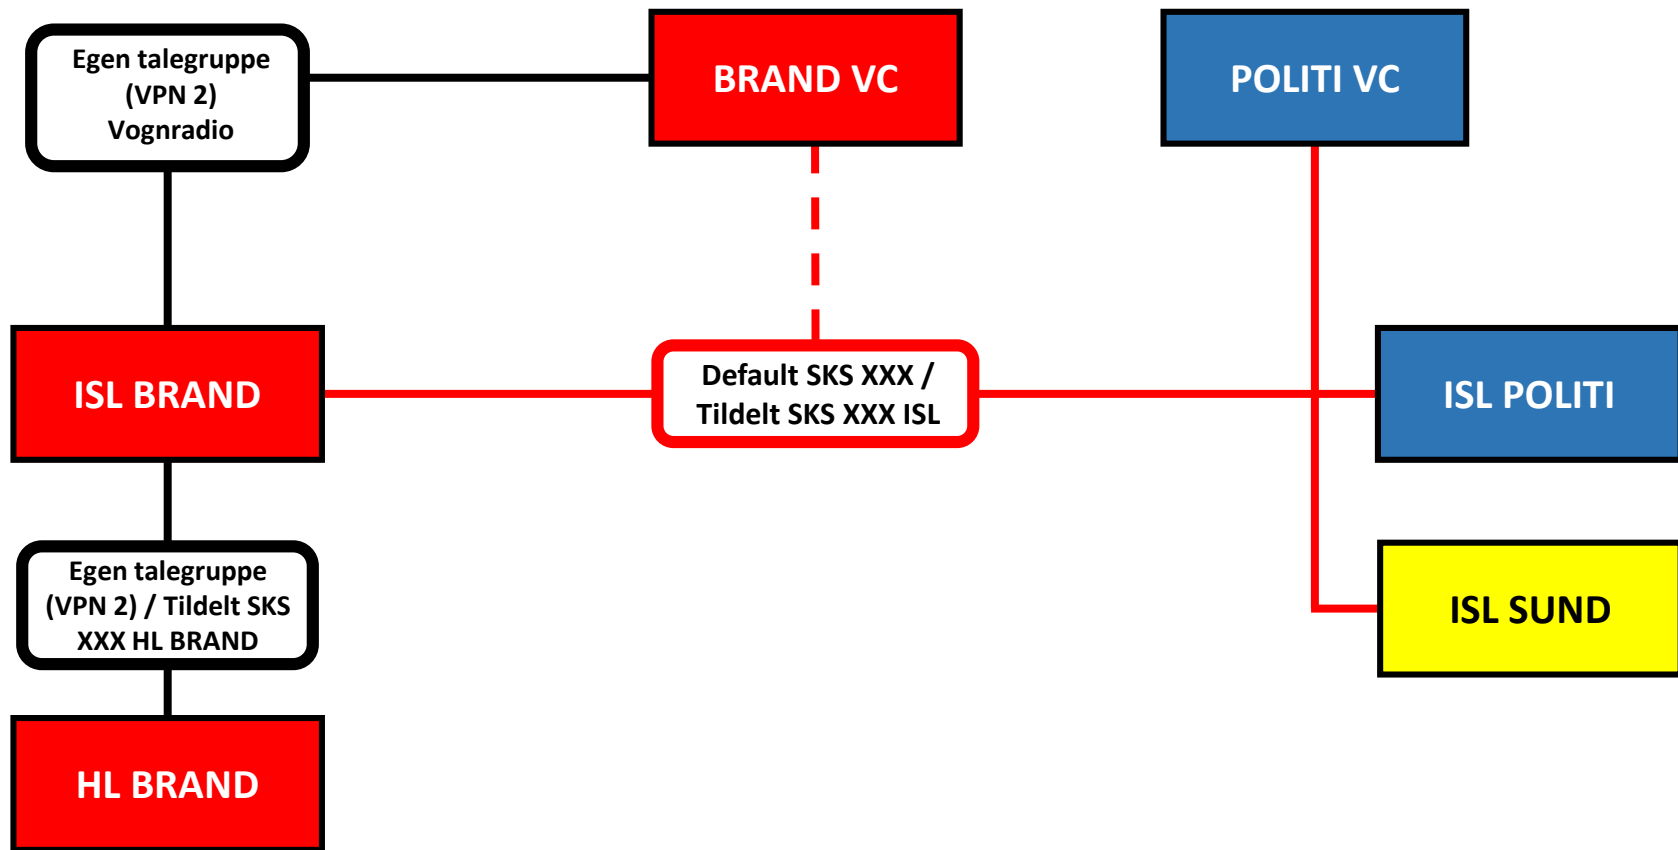 Egen talegruppe
(VPN 2)
Vognradio
BRAND VC
POLITI VC
ISL BRAND
Default SKS XXX /
Tildelt SKS XXX ISL
ISL POLITI
Egen talegruppe
(VPN 2) / Tildelt SKS
XXX HL BRAND
ISL SUND
HL BRAND